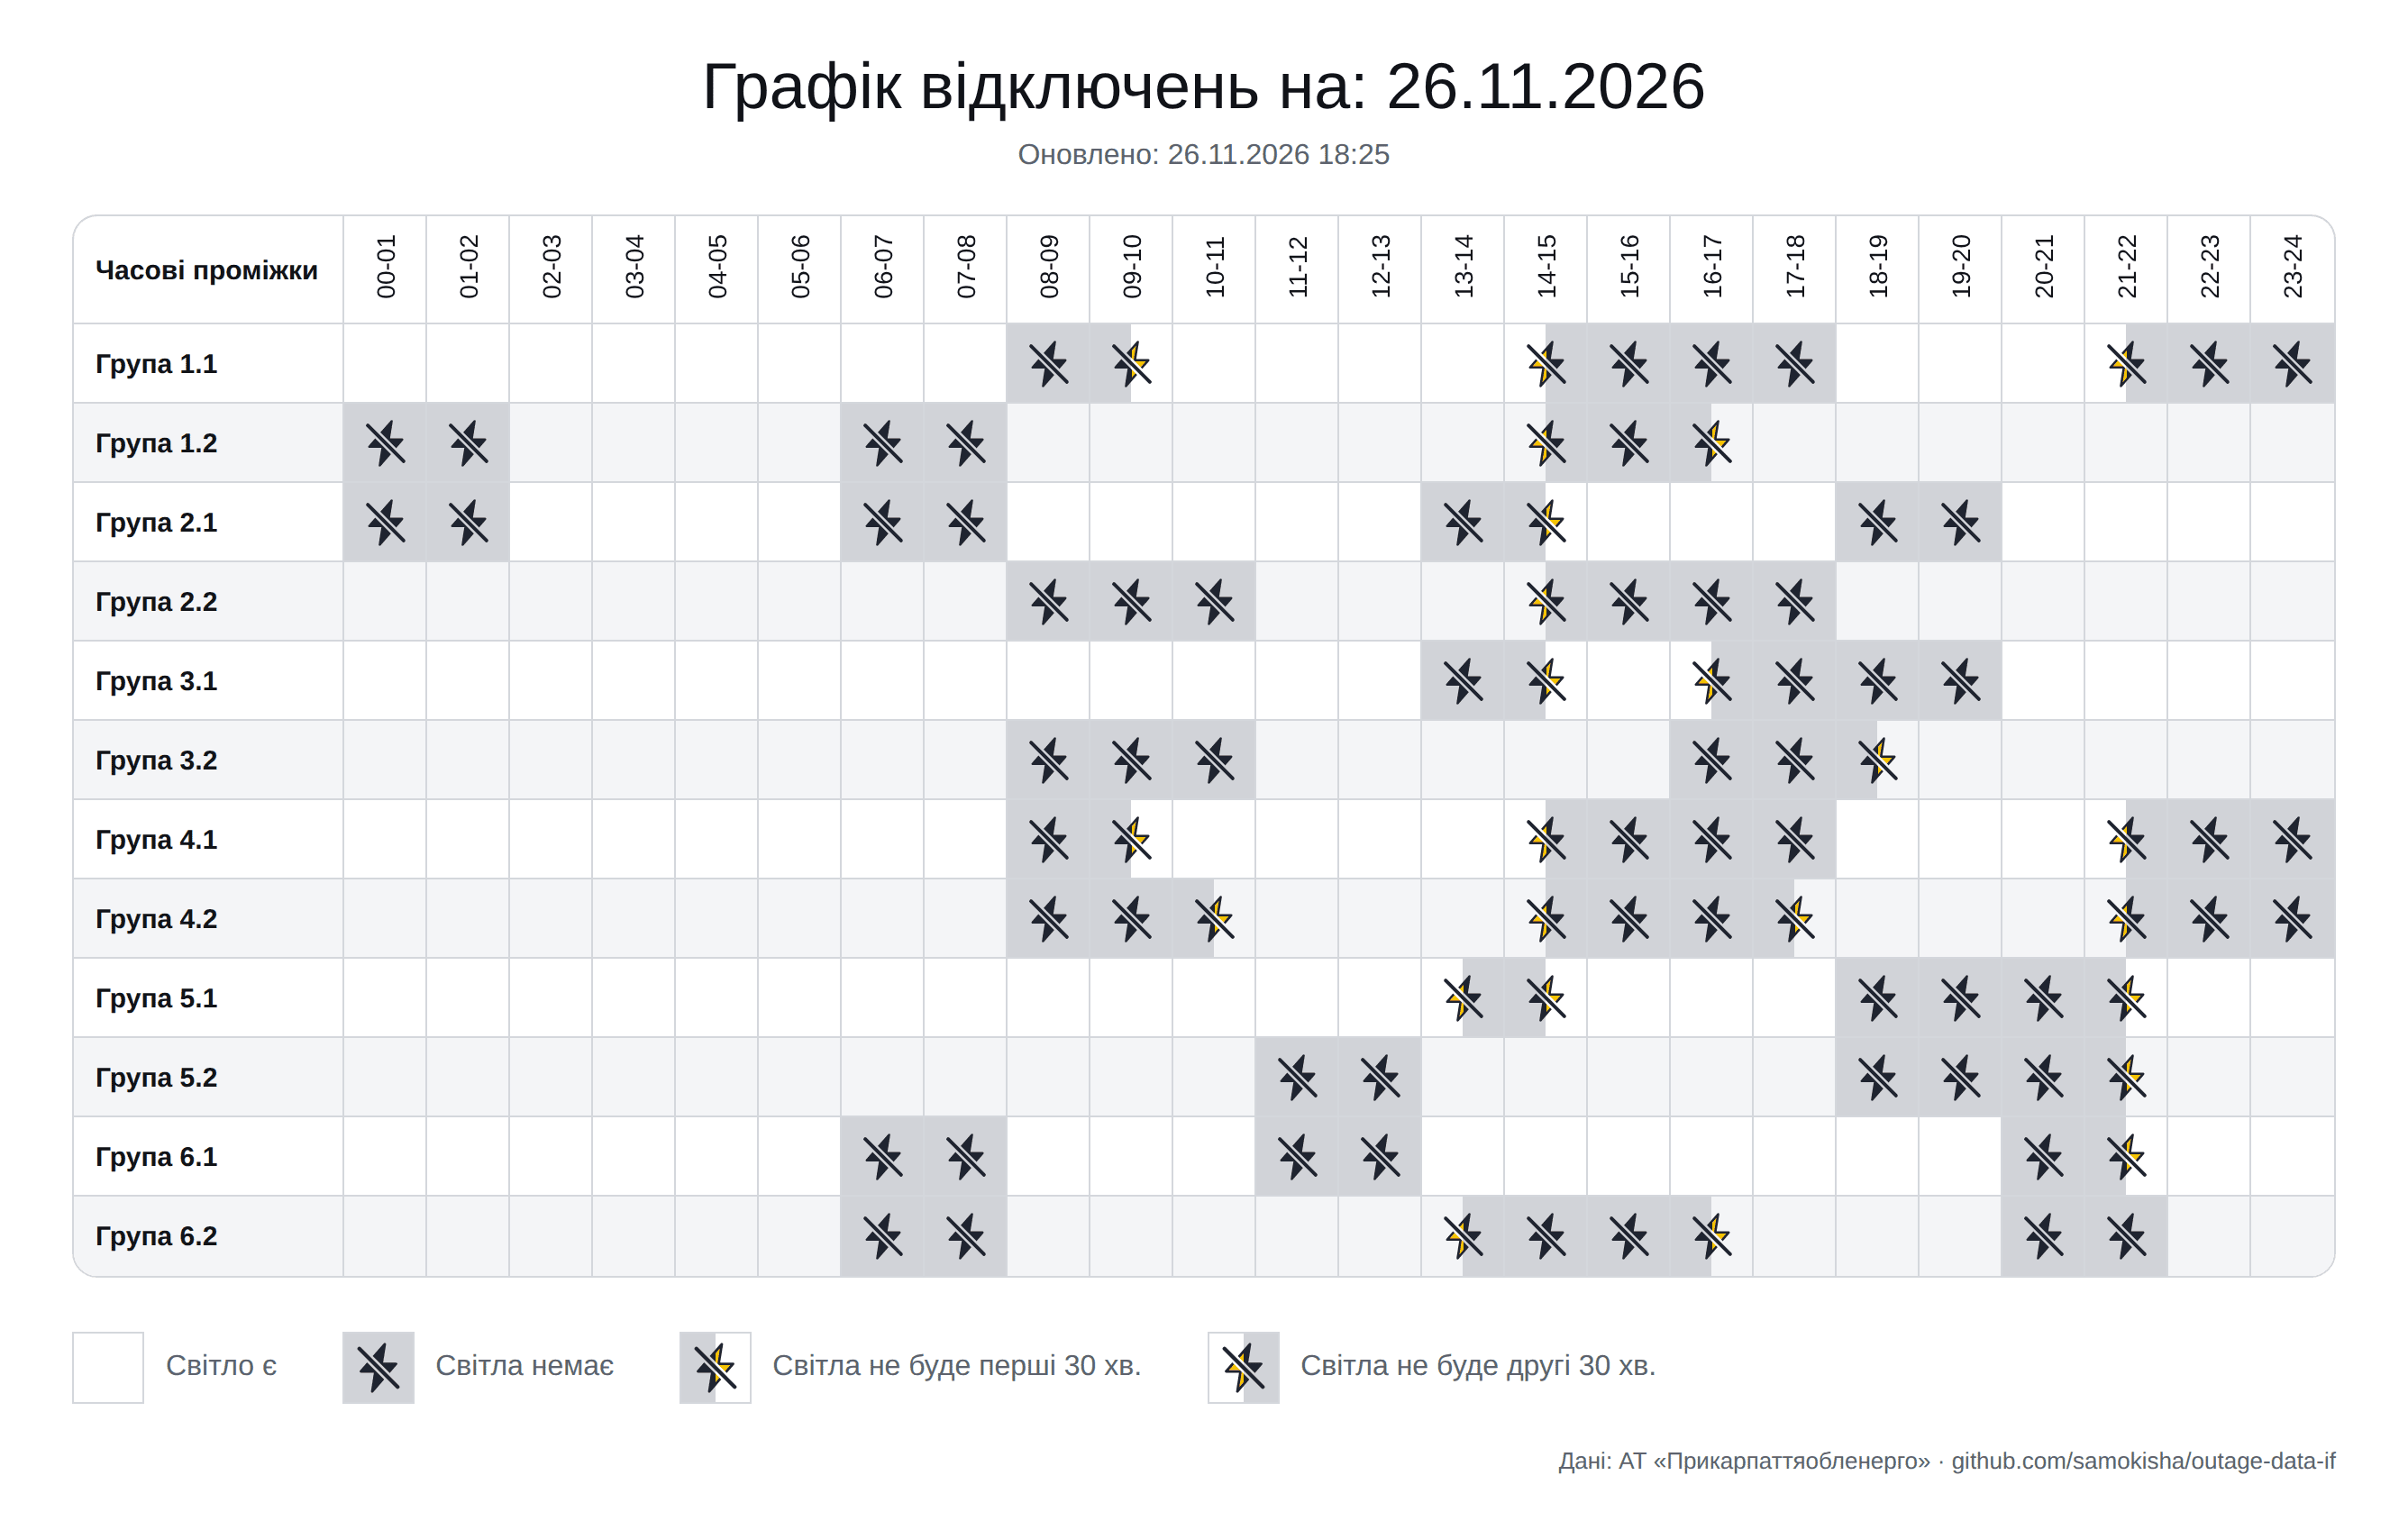 Графік відключень на: 26.11.2026
Оновлено: 26.11.2026 18:25
Часові проміжки 00-01 01-02 02-03 03-04 04-05 05-06 06-07 07-08 08-09 09-10 10-11 11-12 12-13 13-14 14-15 15-16 16-17 17-18 18-19 19-20 20-21 21-22 22-23 23-24
Група 1.1
Група 1.2
Група 2.1
Група 2.2
Група 3.1
Група 3.2
Група 4.1
Група 4.2
Група 5.1
Група 5.2
Група 6.1
Група 6.2
Світло є Світла немає Світла не буде перші 30 хв. Світла не буде другі 30 хв.
Дані: АТ «Прикарпаттяобленерго» · github.com/samokisha/outage-data-if